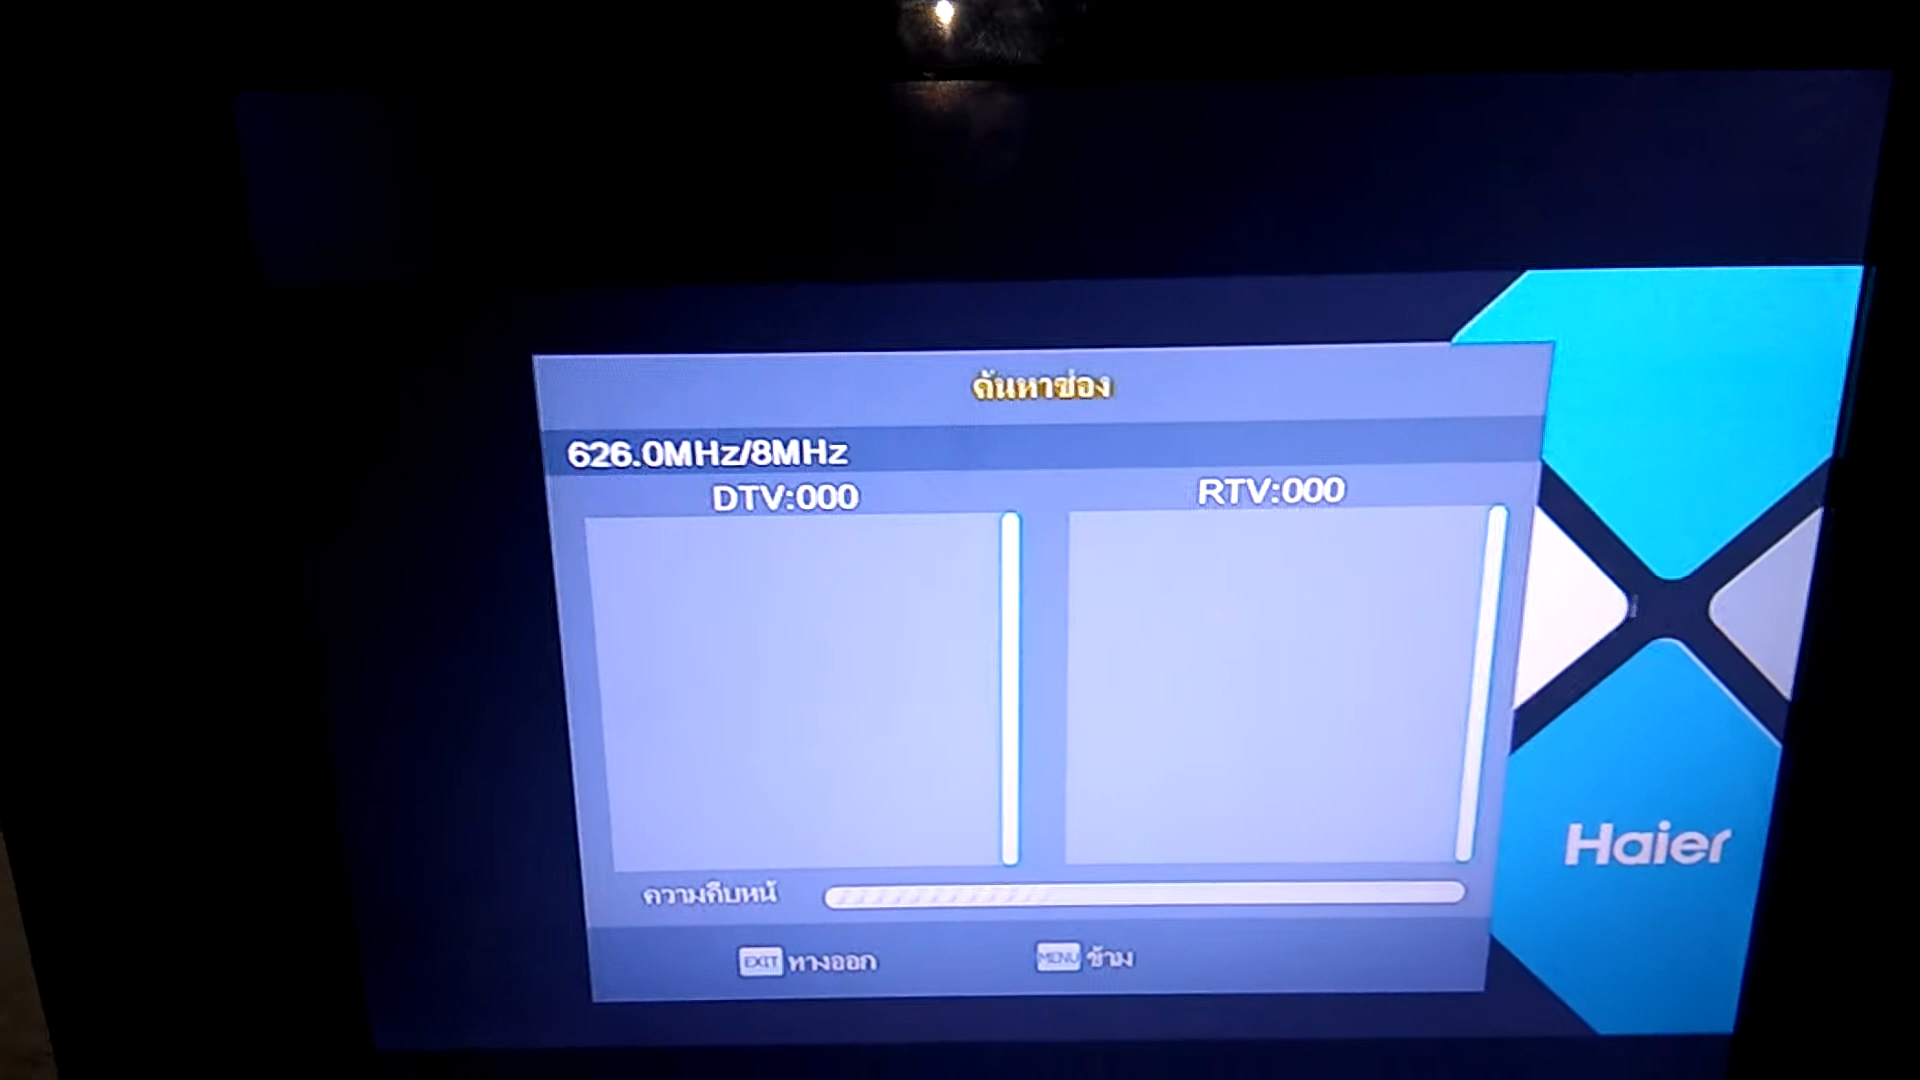 ค้นหาช่อง
626.0MHz/8MHz
DTV:000
RTV:000
ความคืบหน้
EXIT ทางออก
MENU ข้าม
Haier